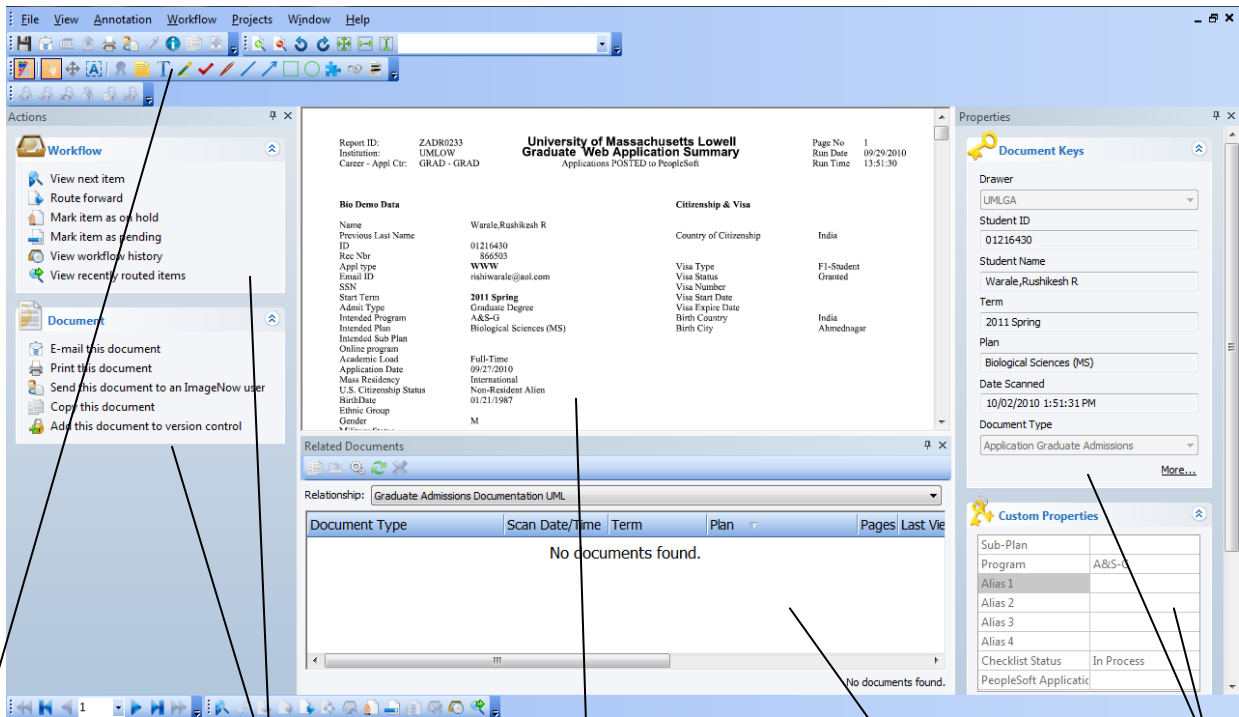 File View Annotation Workflow Projects Window Help
Actions
Workflow
View next item
Route forward
Mark item as on hold
Mark item as pending
View workflow history
View recently routed items
Document
E-mail this document
Print this document
Send this document to an ImageNow user
Copy this document
Add this document to version control
Report ID: ZADR0233 University of Massachusetts Lowell Page No 1
Institution: UMLOW Graduate Web Application Summary Run Date 09/29/2010
Career - Appl Ctr: GRAD - GRAD Applications POSTED to PeopleSoft Run Time 13:51:30
Bio Demo Data Citizenship & Visa
Name Warale,Rushikesh R
Previous Last Name Country of Citizenship India
ID 01216430
Rec Nbr 866503
Appl type WWW Visa Type F1-Student
Email ID rishiwarale@aol.com Visa Status Granted
SSN Visa Number
Start Term 2011 Spring Visa Start Date
Admit Type Graduate Degree Visa Expire Date
Intended Program A&S-G Birth Country India
Intended Plan Biological Sciences (MS) Birth City Ahmednagar
Intended Sub Plan
Online program
Academic Load Full-Time
Application Date 09/27/2010
Mass Residency International
U.S. Citizenship Status Non-Resident Alien
BirthDate 01/21/1987
Ethnic Group
Gender M
Related Documents
Relationship: Graduate Admissions Documentation UML
Document Type Scan Date/Time Term Plan Pages Last Vie
No documents found.
No documents found.
Properties
Document Keys
Drawer
UMLGA
Student ID
01216430
Student Name
Warale,Rushikesh R
Term
2011 Spring
Plan
Biological Sciences (MS)
Date Scanned
10/02/2010 1:51:31 PM
Document Type
Application Graduate Admissions
More...
Custom Properties
Sub-Plan
Program A&S-G
Alias 1
Alias 2
Alias 3
Alias 4
Checklist Status In Process
PeopleSoft Applicatic
1